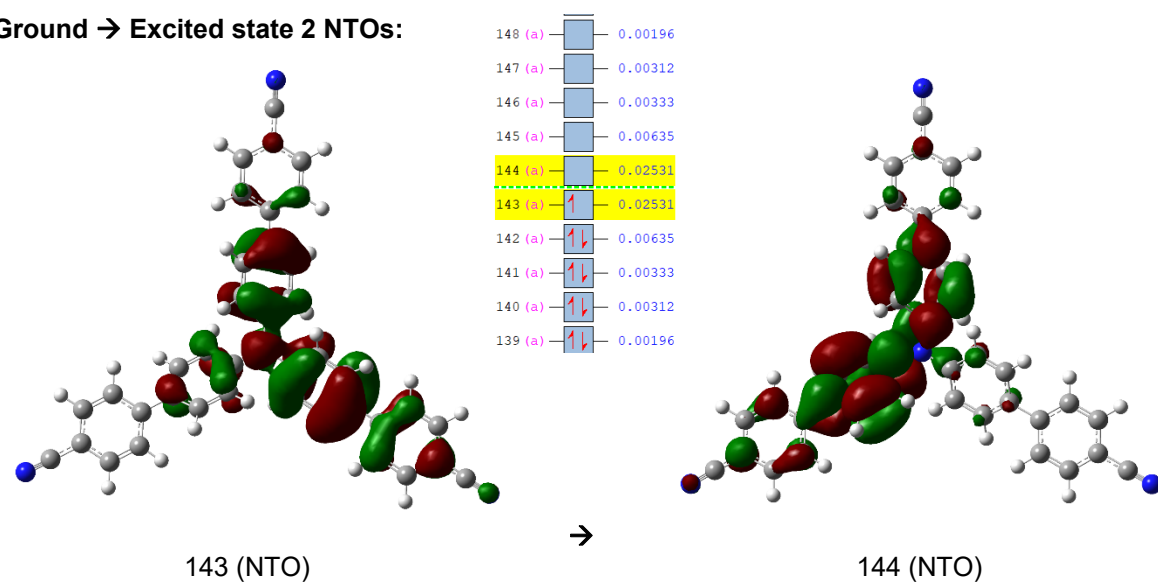 Ground → Excited state 2 NTOs:
148 (a) 0.00196
147 (a) 0.00312
146 (a) 0.00333
145 (a) 0.00635
144 (a) 0.02531
143 (a) 0.02531
142 (a) 0.00635
141 (a) 0.00333
140 (a) 0.00312
139 (a) 0.00196
→
143 (NTO) 144 (NTO)